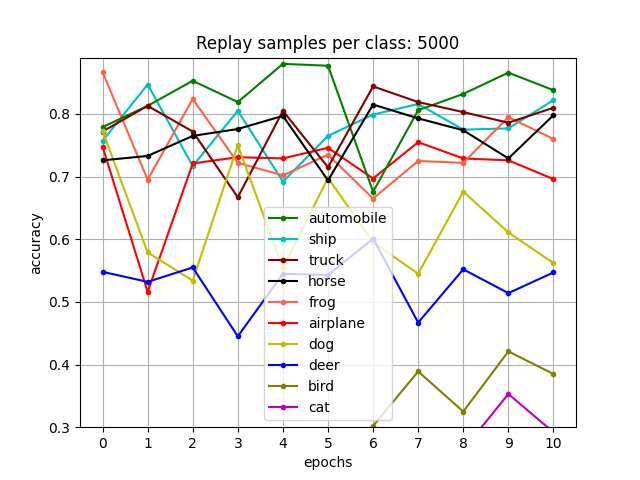 Replay samples per class: 5000
accuracy
0.8
0.7
0.6
0.5
0.4
0.3
automobile
ship
truck
horse
frog
airplane
dog
deer
bird
cat
0 1 2 3 4 5 6 7 8 9 10
epochs